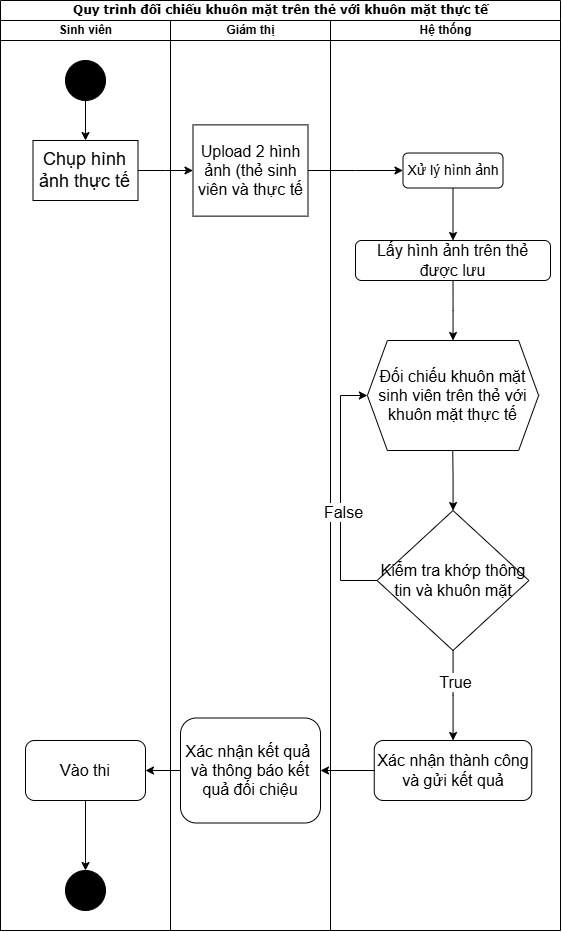 Quy trình đối chiếu khuôn mặt trên thẻ với khuôn mặt thực tế
Sinh viên
Giám thị
Hệ thống
Chụp hình
ảnh thực tế
Upload 2 hình
ảnh (thẻ sinh
viên và thực tế
Xử lý hình ảnh
Lấy hình ảnh trên thẻ
được lưu
Đối chiếu khuôn mặt
sinh viên trên thẻ với
khuôn mặt thực tế
False
Kiểm tra khớp thông
tin và khuôn mặt
True
Xác nhận thành công
và gửi kết quả
Xác nhận kết quả
và thông báo kết
quả đối chiệu
Vào thi